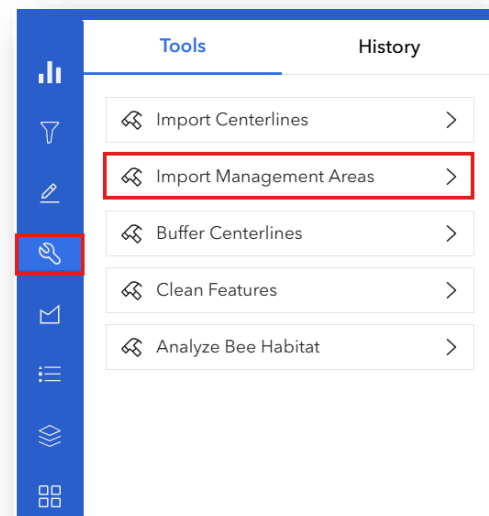 Tools
History
Import Centerlines
Import Management Areas
Buffer Centerlines
Clean Features
Analyze Bee Habitat